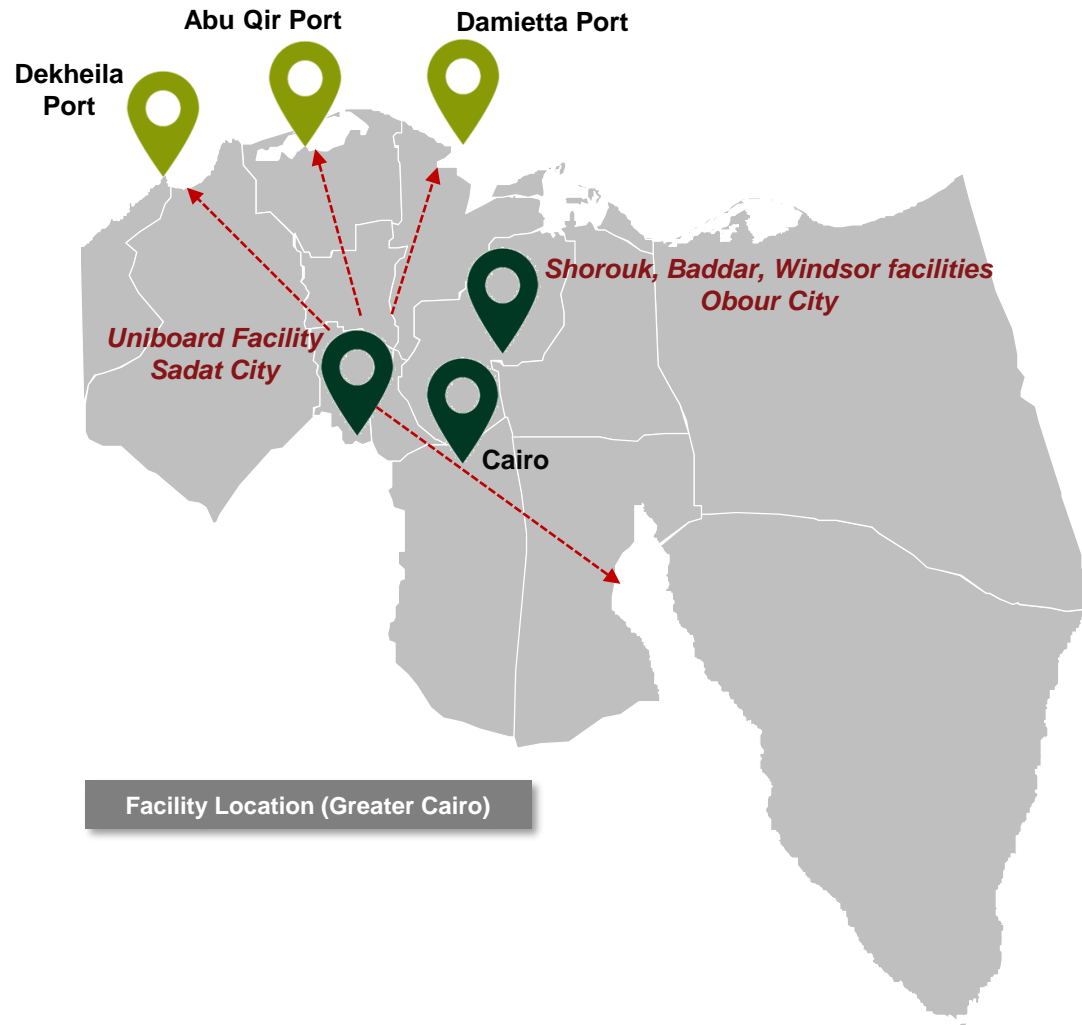 Abu Qir Port
Damietta Port
Dekheila
Port
Shorouk, Baddar, Windsor facilities
Obour City
Uniboard Facility
Sadat City
Cairo
Facility Location (Greater Cairo)